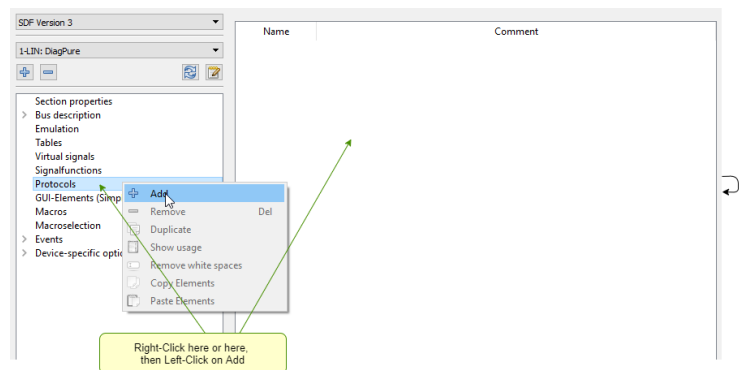 SDF Version 3
Name
Comment
1-LIN: DiagPure
Section properties
Bus description
Emulation
Tables
Virtual signals
Signalfunctions
Protocols
GUI-Elements (Simp
Macros
Macroselection
Events
Device-specific optio
Add
Remove Del
Duplicate
Show usage
Remove white spaces
Copy Elements
Paste Elements
Right-Click here or here,
then Left-Click on Add